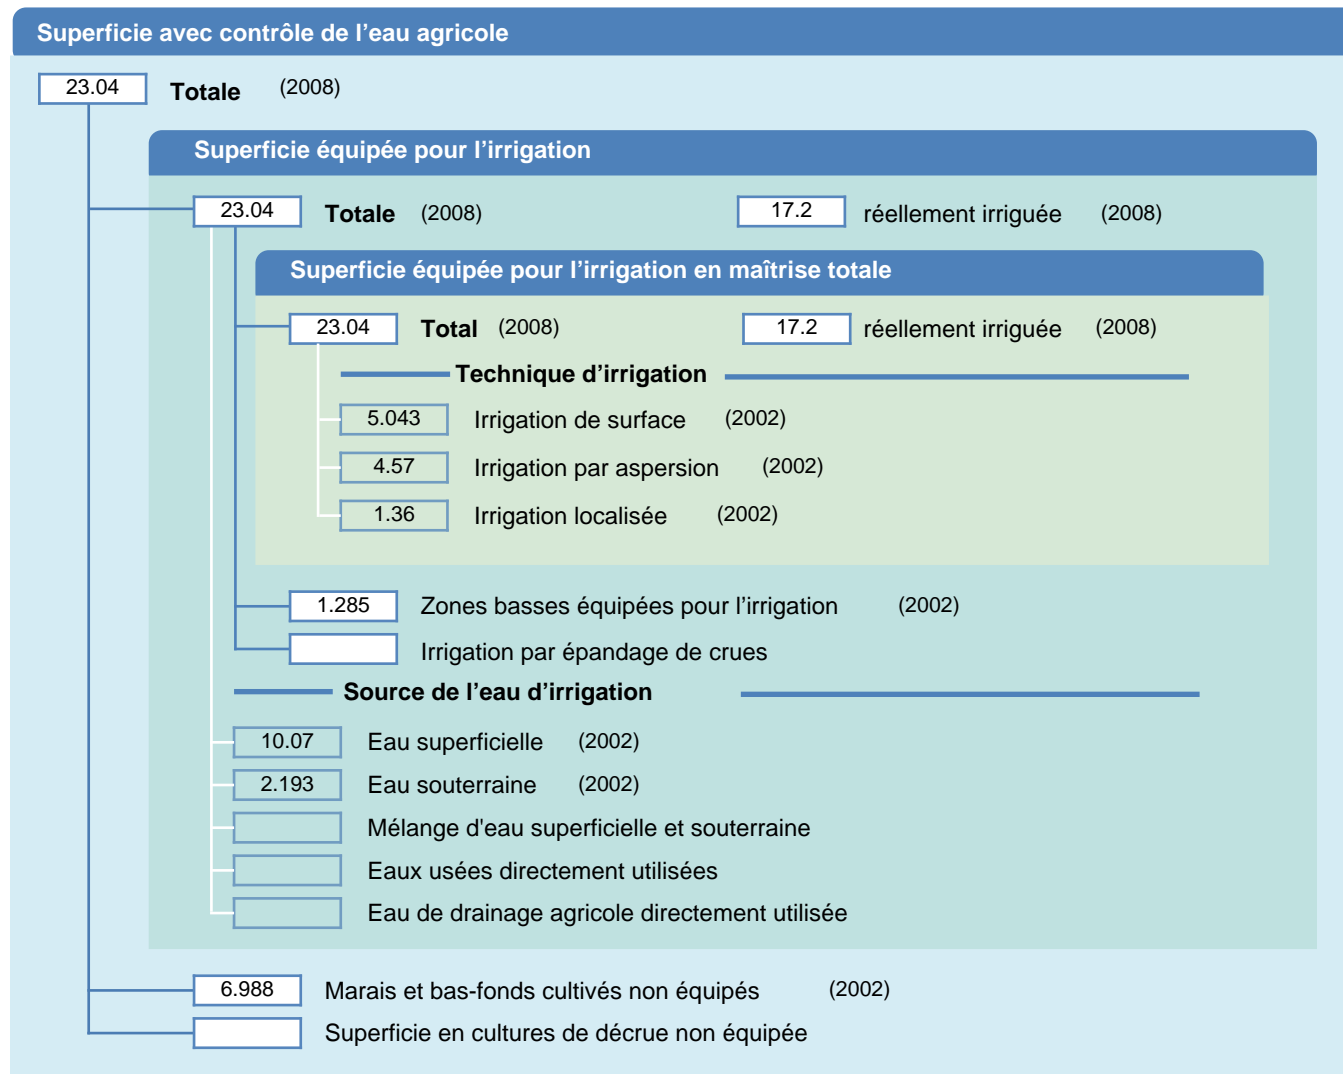 Superficie avec contrôle de l’eau agricole
23.04 Totale (2008)
Superficie équipée pour l’irrigation
23.04 Totale (2008) 17.2 réellement irriguée (2008)
Superficie équipée pour l’irrigation en maîtrise totale
23.04 Total (2008) 17.2 réellement irriguée (2008)
Technique d’irrigation
5.043 Irrigation de surface (2002)
4.57 Irrigation par aspersion (2002)
1.36 Irrigation localisée (2002)
1.285 Zones basses équipées pour l’irrigation (2002)
Irrigation par épandage de crues
Source de l’eau d’irrigation
10.07 Eau superficielle (2002)
2.193 Eau souterraine (2002)
Mélange d'eau superficielle et souterraine
Eaux usées directement utilisées
Eau de drainage agricole directement utilisée
6.988 Marais et bas-fonds cultivés non équipés (2002)
Superficie en cultures de décrue non équipée